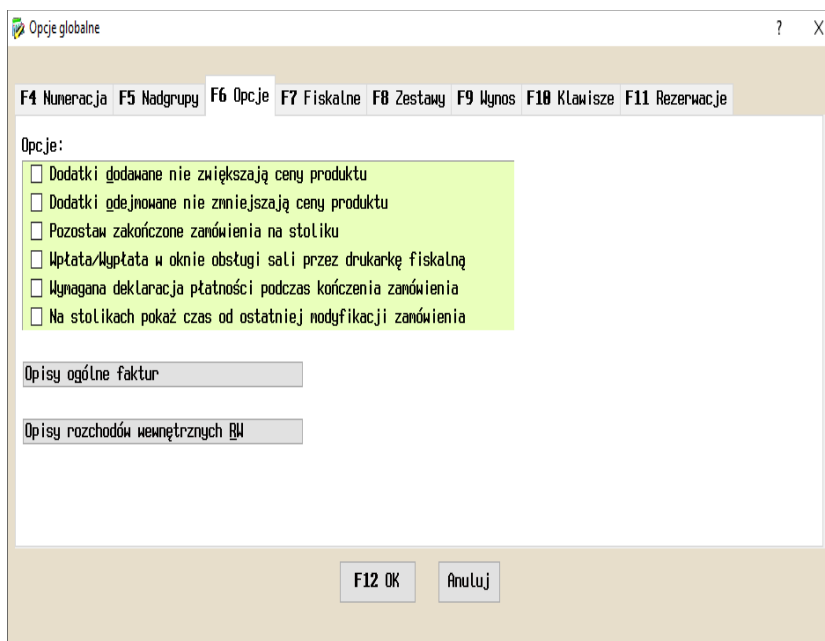 Opcje globalne ? X
F4 Numeracja F5 Nadgrupy F6 Opcje F7 Fiskalne F8 Zestawy F9 Wynos F10 Klawisze F11 Rezerwacje
Opcje:
Dodatki dodawane nie zwiększają ceny produktu
Dodatki odejmowane nie zmniejszają ceny produktu
Pozostaw zakończone zamówienia na stoliku
Wpłata/Wypłata w oknie obsługi sali przez drukarkę fiskalną
Wymagana deklaracja płatności podczas kończenia zamówienia
Na stolikach pokaż czas od ostatniej modyfikacji zamówienia
Opisy ogólne faktur
Opisy rozchodów wewnętrznych RW
F12 OK Anuluj